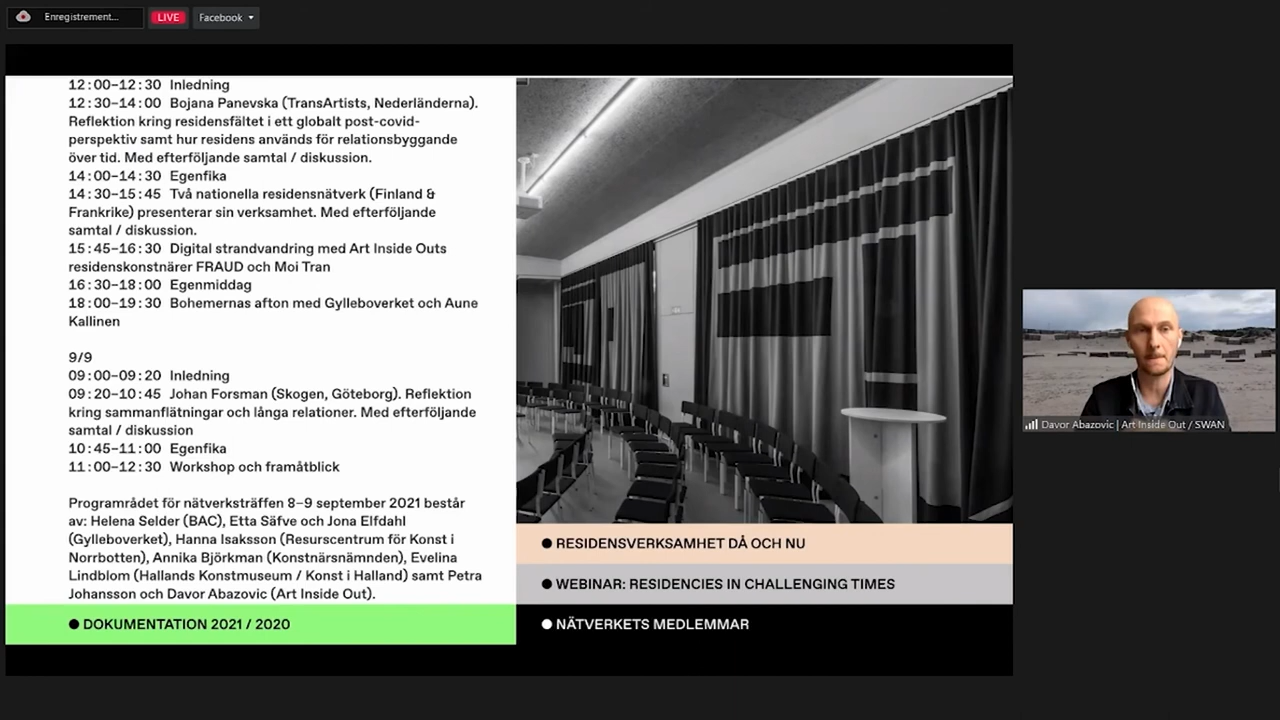 Enregistrement...
LIVE
Facebook
12:00–12:30 Inledning
12:30–14:00 Bojana Panevska (TransArtists, Nederländerna).
Reflektion kring residensfältet i ett globalt post-covid-
perspektiv samt hur residens används för relationsbyggande
över tid. Med efterföljande samtal / diskussion.
14:00–14:30 Egenfika
14:30–15:45 Två nationella residensnätverk (Finland &
Frankrike) presenterar sin verksamhet. Med efterföljande
samtal / diskussion.
15:45–16:30 Digital strandvandring med Art Inside Outs
residenskonstnärer FRAUD och Moi Tran
16:30–18:00 Egenmiddag
18:00–19:30 Bohemernas afton med Gylleboverket och Aune
Kallinen
9/9
09:00–09:20 Inledning
09:20–10:45 Johan Forsman (Skogen, Göteborg). Reflektion
kring sammanflätningar och långa relationer. Med efterföljande
samtal / diskussion
10:45–11:00 Egenfika
11:00–12:30 Workshop och framåtblick
Programrådet för nätverksträffen 8–9 september 2021 består
av: Helena Selder (BAC), Etta Säfve och Jona Elfdahl
(Gylleboverket), Hanna Isaksson (Resurscentrum för Konst i
Norrbotten), Annika Björkman (Konstnärsnämnden), Evelina
Lindblom (Hallands Konstmuseum / Konst i Halland) samt Petra
Johansson och Davor Abazovic (Art Inside Out).
● DOKUMENTATION 2021 / 2020
● RESIDENSVERKSAMHET DÅ OCH NU
● WEBINAR: RESIDENCIES IN CHALLENGING TIMES
● NÄTVERKETS MEDLEMMAR
Davor Abazovic | Art Inside Out / SWAN